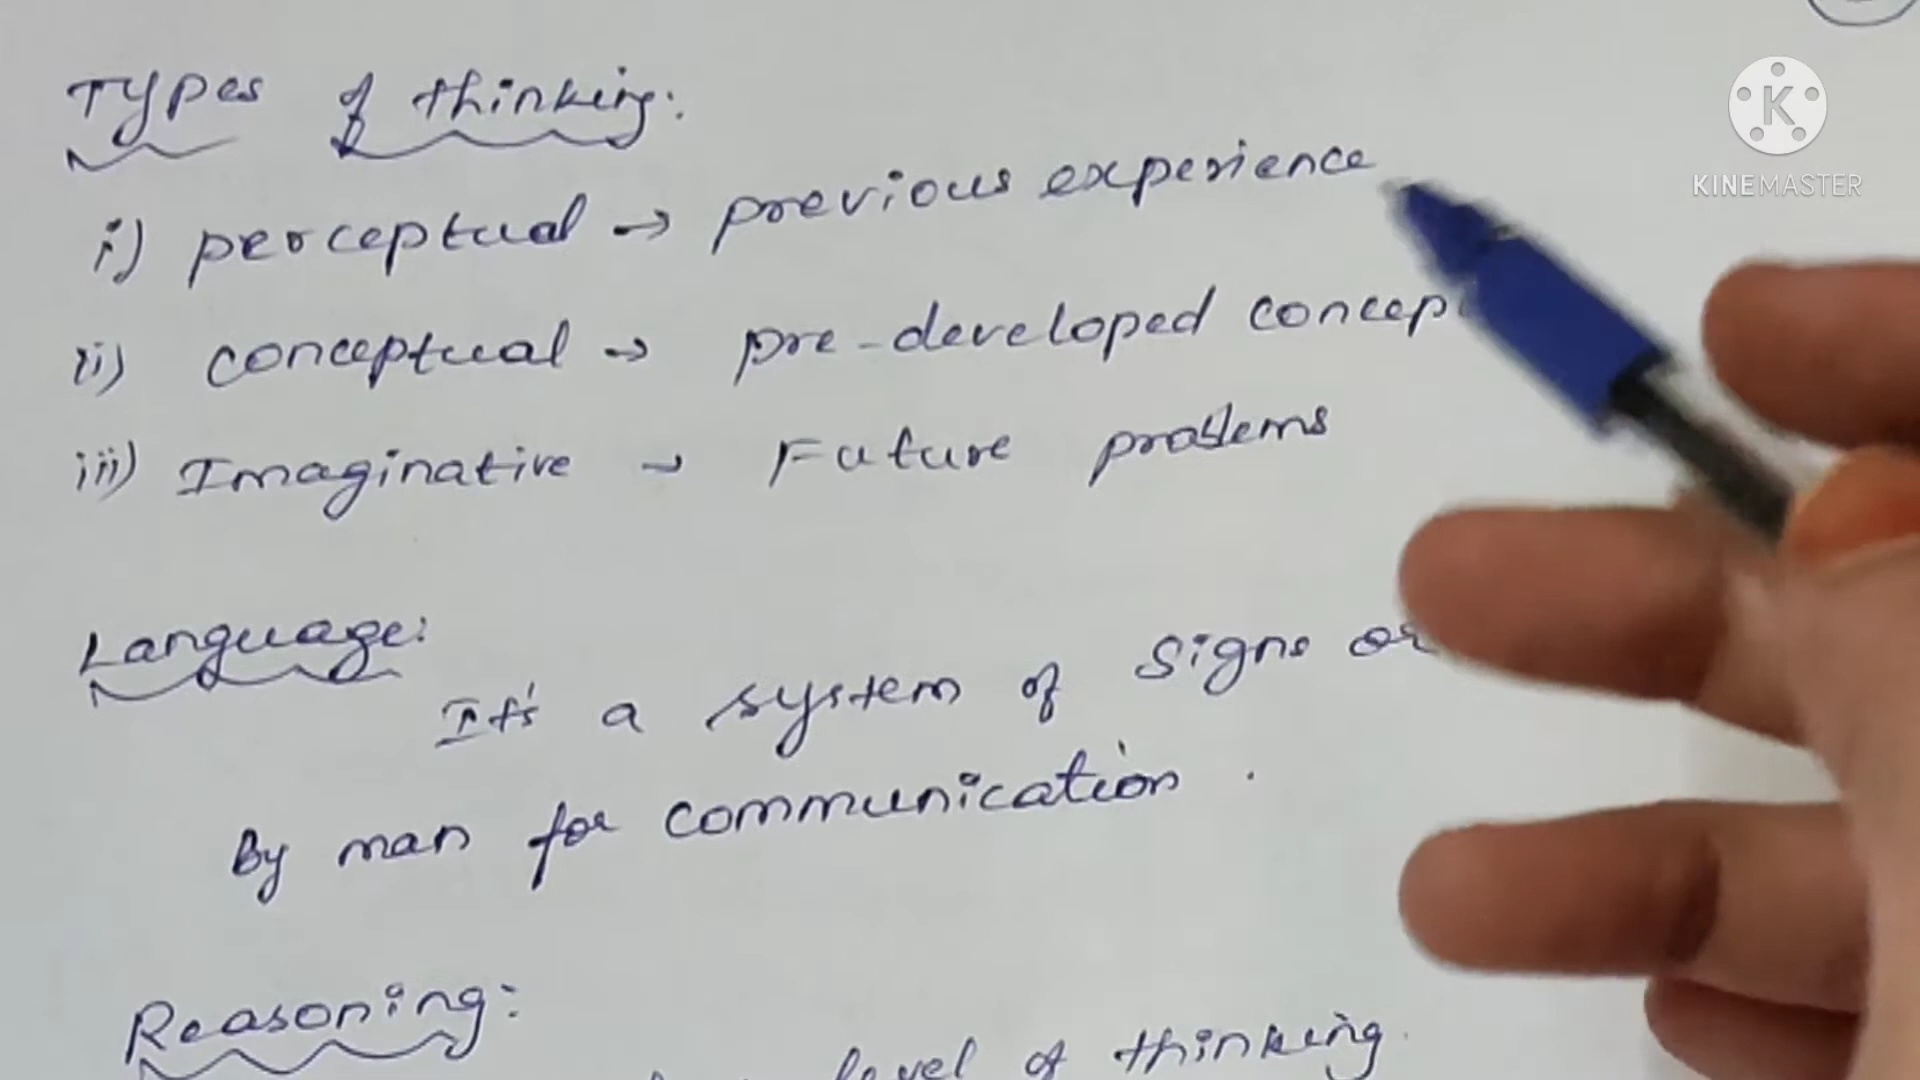 Types of thinking:
i) perceptual → previous experience
ii) conceptual → pre-developed concep
iii) Imaginative → Future problems
Language:
It's a system of signs or
By man for communication.
Reasoning:
level of thinking.
K
KINEMASTER